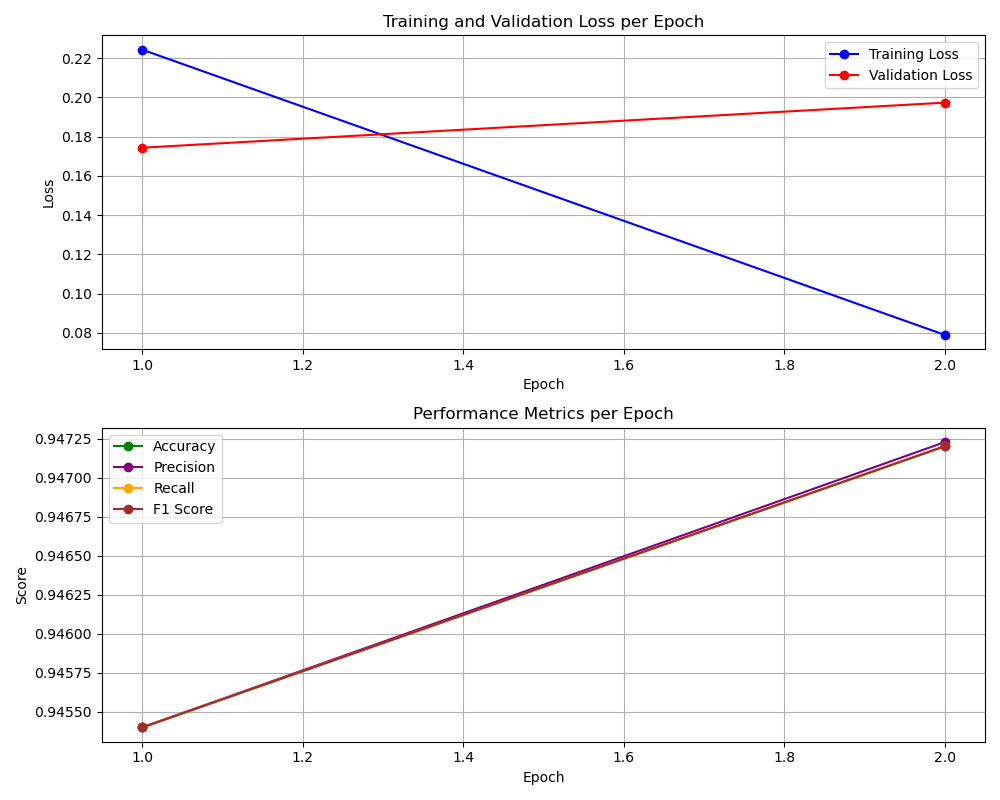 Training and Validation Loss per Epoch
Training Loss
Validation Loss
0.22
0.20
0.18
0.16
0.14
0.12
0.10
0.08
Loss
1.0 1.2 1.4 1.6 1.8 2.0
Epoch
Performance Metrics per Epoch
Accuracy
Precision
Recall
F1 Score
0.94725
0.94700
0.94675
0.94650
0.94625
0.94600
0.94575
0.94550
Score
1.0 1.2 1.4 1.6 1.8 2.0
Epoch